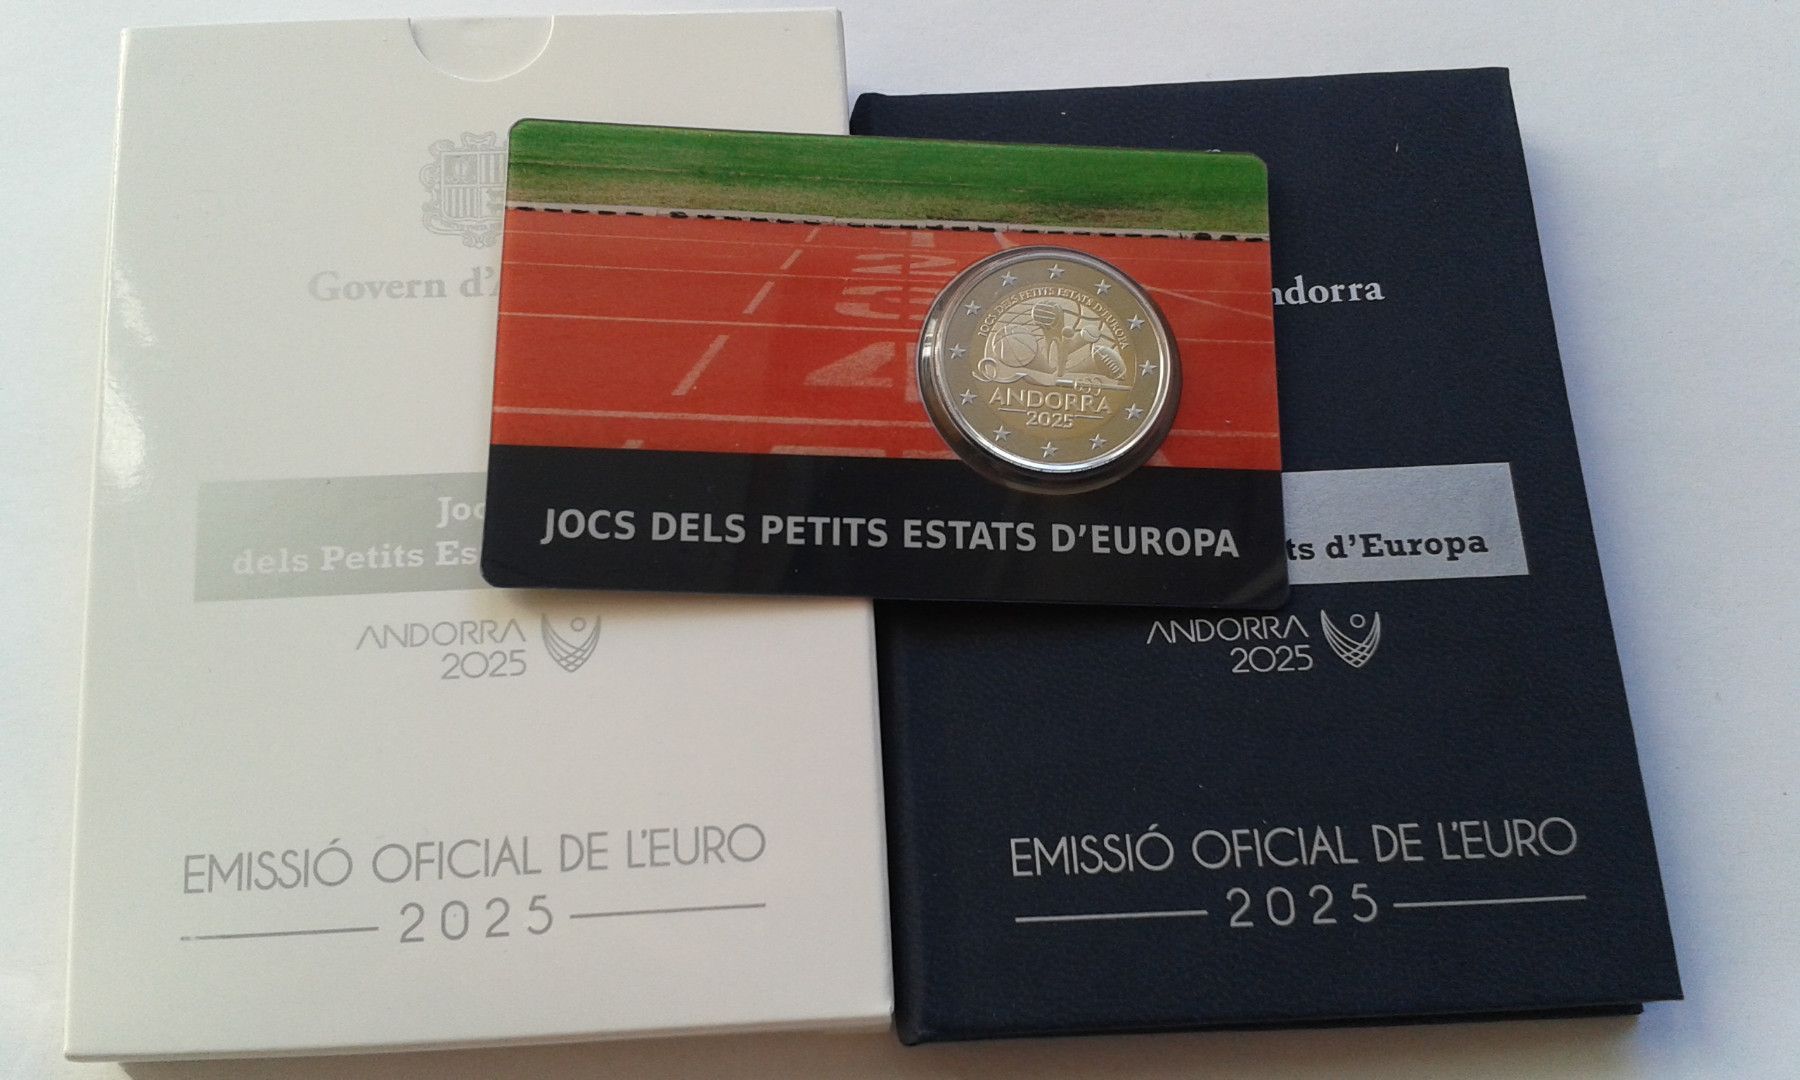 Govern d'
Joc
dels Petits Es
ANDORRA
2025
EMISSIÓ OFICIAL DE L'EURO
2025
JOCS DELS PETITS ESTATS D'EUROPA
ANDORRA
2025
JOCS DELS PETITS ESTATS D'EUROPA
ndorra
ts d'Europa
ANDORRA
2025
EMISSIÓ OFICIAL DE L'EURO
2025